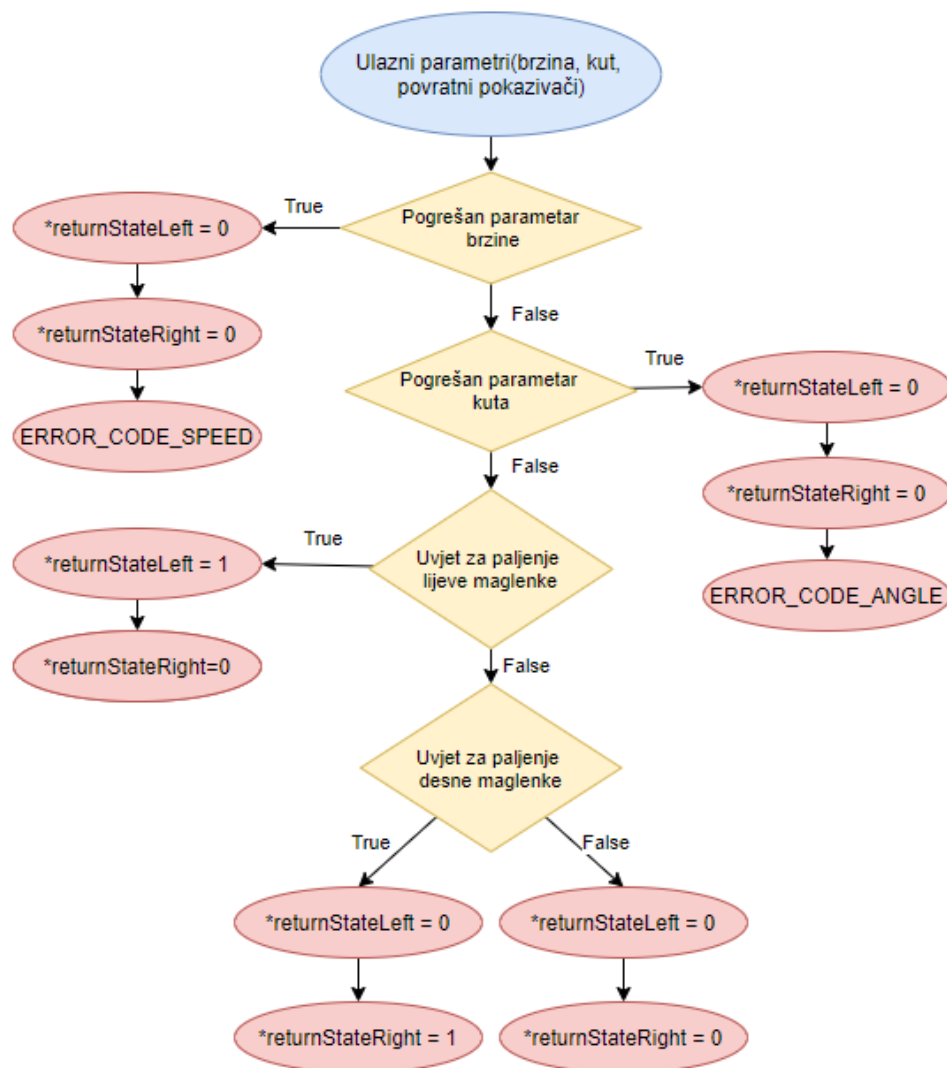 Ulazni parametri(brzina, kut,
povratni pokazivači)
True
Pogrešan parametar
brzine
*returnStateLeft = 0
*returnStateRight = 0
ERROR_CODE_SPEED
False
Pogrešan parametar
kuta
True
*returnStateLeft = 0
*returnStateRight = 0
ERROR_CODE_ANGLE
False
Uvjet za paljenje
lijeve maglenke
True
*returnStateLeft = 1
*returnStateRight=0
False
Uvjet za paljenje
desne maglenke
True
False
*returnStateLeft = 0
*returnStateLeft = 0
*returnStateRight = 1
*returnStateRight = 0